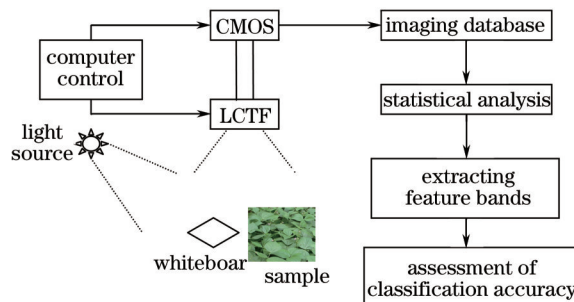 CMOS
imaging database
computer
control
statistical analysis
LCTF
light
source
extracting
feature bands
whiteboar
sample
assessment of
classification accuracy